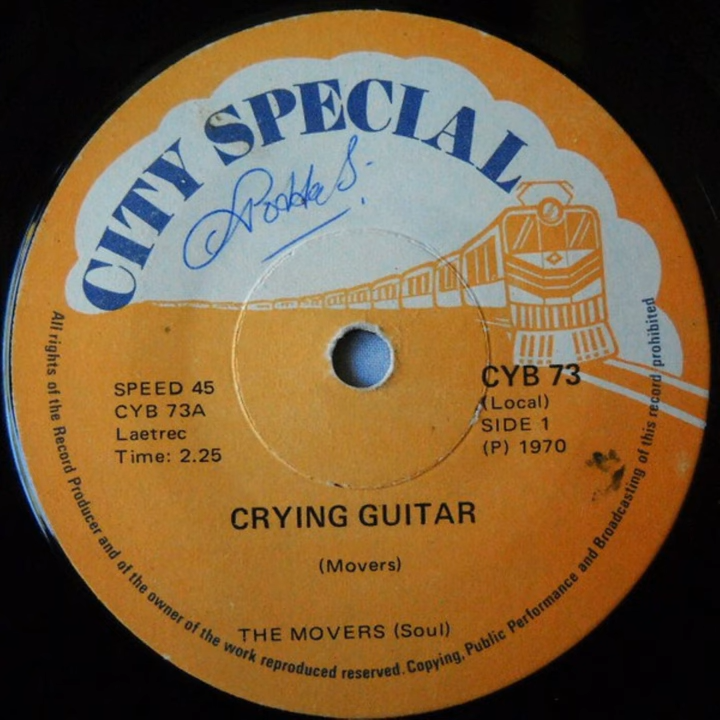 CITY SPECIAL
SPEED 45
CYB 73A
Laetrec
Time: 2.25
CYB 73
(Local)
SIDE 1
(P) 1970
CRYING GUITAR
(Movers)
THE MOVERS (Soul)
All rights of the Record Producer and of the owner of the work reproduced reserved. Copying, Public Performance and Broadcasting of this record prohibited